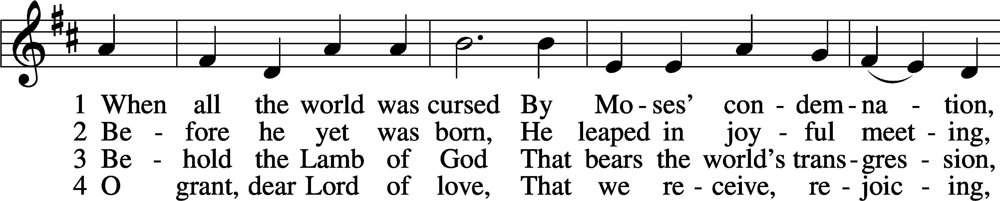 1 When all the world was cursed By Mo - ses’ con - dem - na - tion,
2 Be - fore he yet was born, He leaped in joy - ful meet - ing,
3 Be - hold the Lamb of God That bears the world’s trans - gres - sion,
4 O grant, dear Lord of love, That we re - ceive, re - joic - ing,